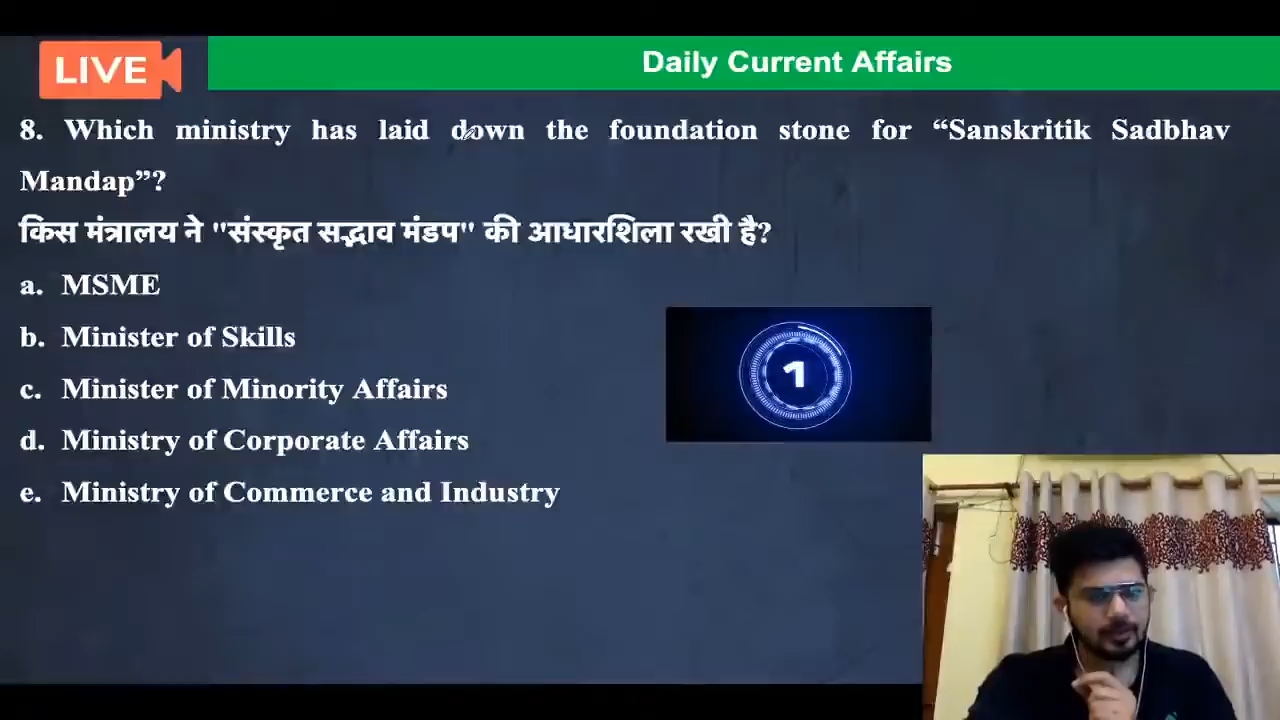 LIVE
Daily Current Affairs
8. Which ministry has laid down the foundation stone for “Sanskritik Sadbhav
Mandap”?
किस मंत्रालय ने "संस्कृत सद्भाव मंडप" की आधारशिला रखी है?
a. MSME
b. Minister of Skills
c. Minister of Minority Affairs
1
d. Ministry of Corporate Affairs
e. Ministry of Commerce and Industry